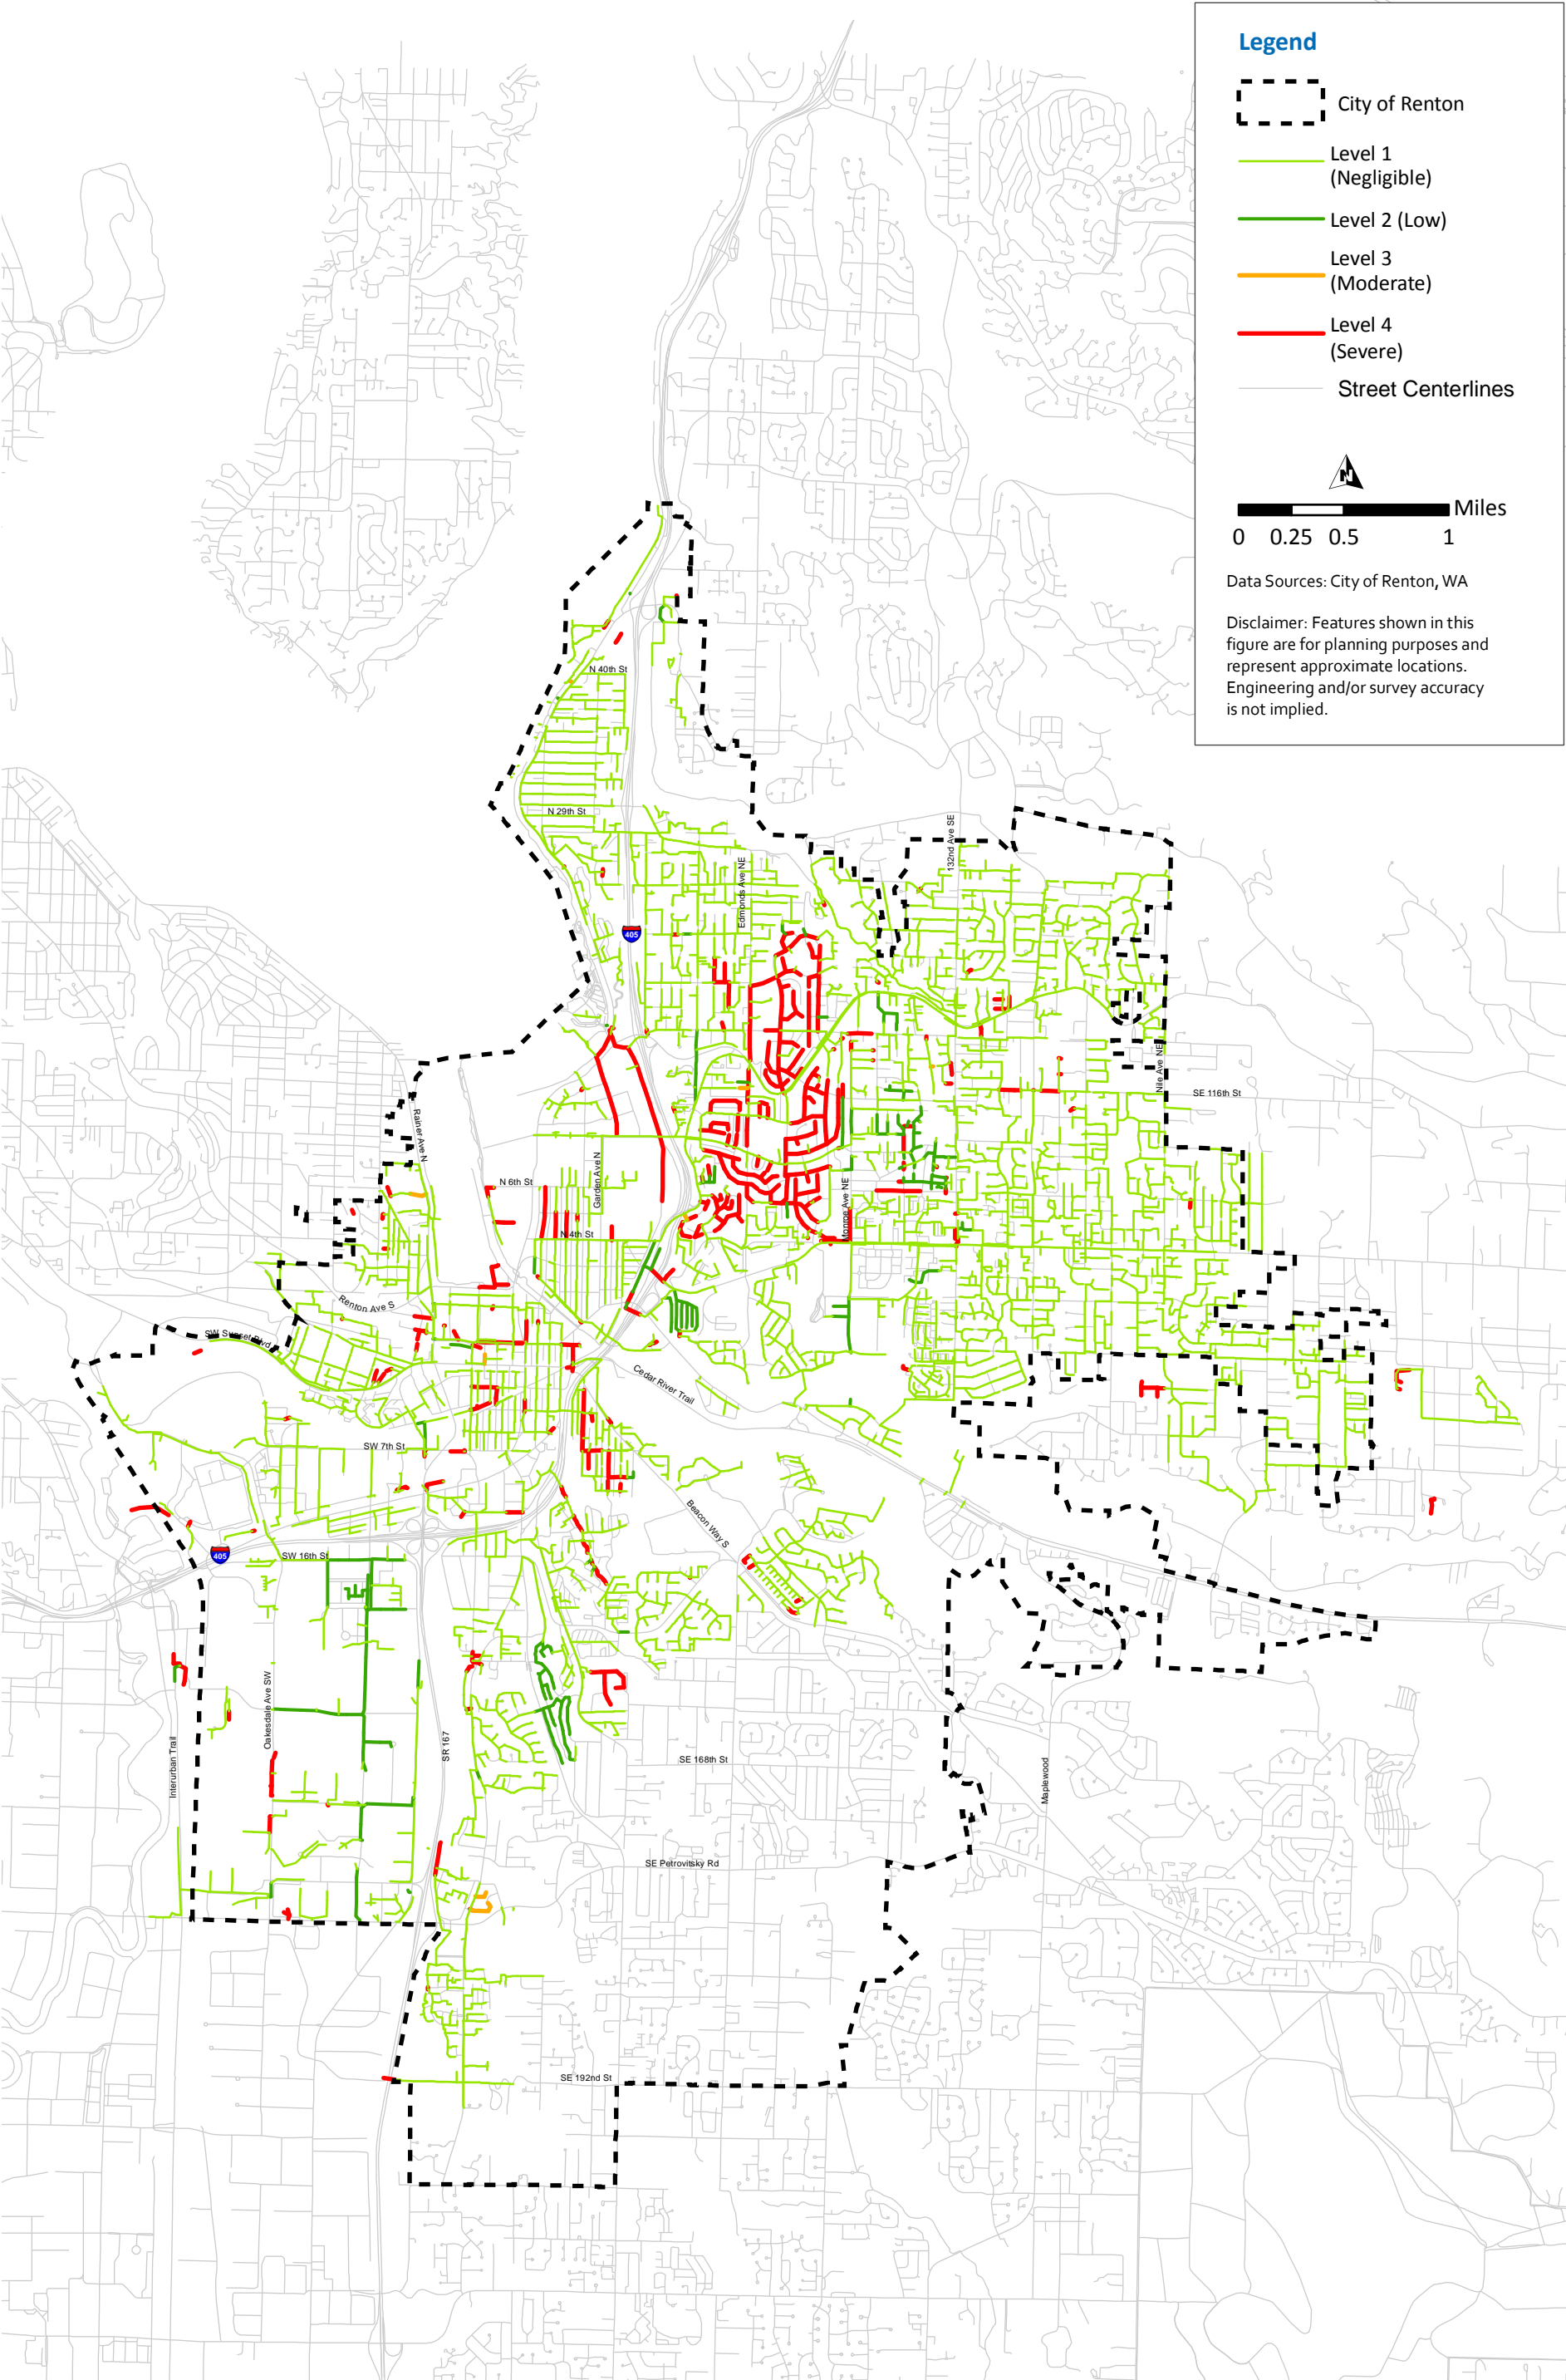 Legend
City of Renton
Level 1
(Negligible)
Level 2 (Low)
Level 3
(Moderate)
Level 4
(Severe)
Street Centerlines
N
Miles
0 0.25 0.5 1
Data Sources: City of Renton, WA
Disclaimer: Features shown in this
figure are for planning purposes and
represent approximate locations.
Engineering and/or survey accuracy
is not implied.
N 40th St
N 29th St
132nd Ave SE
Edmonds Ave NE
405
Nile Ave NE
SE 116th St
Rainer Ave N
Garden Ave N
N 6th St
Monroe Ave NE
N 4th St
Renton Ave S
SW Sunset Blvd
Cedar River Trail
SW 7th St
Beacon Way S
405
SW 16th St
Oakesdale Ave SW
Interurban Trail
SR 167
SE 168th St
Maplewood
SE Petrovitsky Rd
SE 192nd St